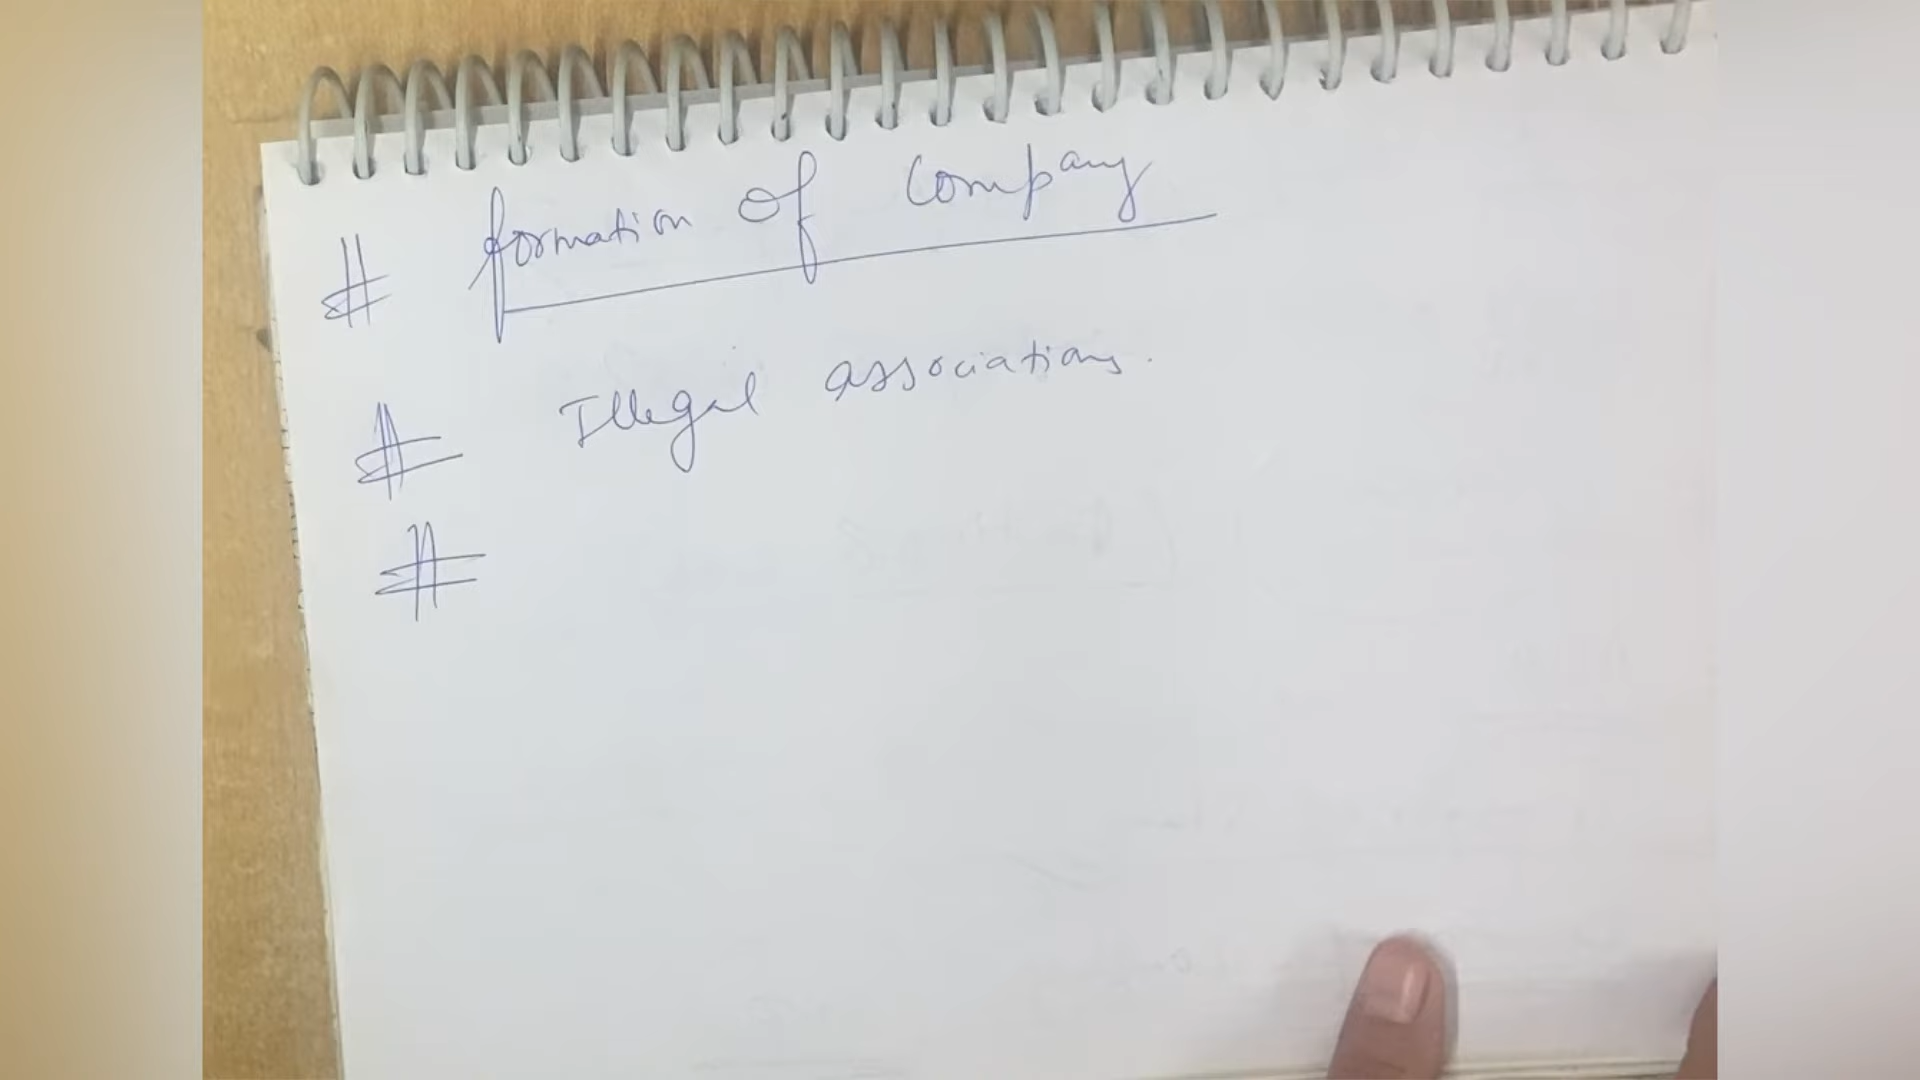 # formation of Company
# Illegal associations.
#